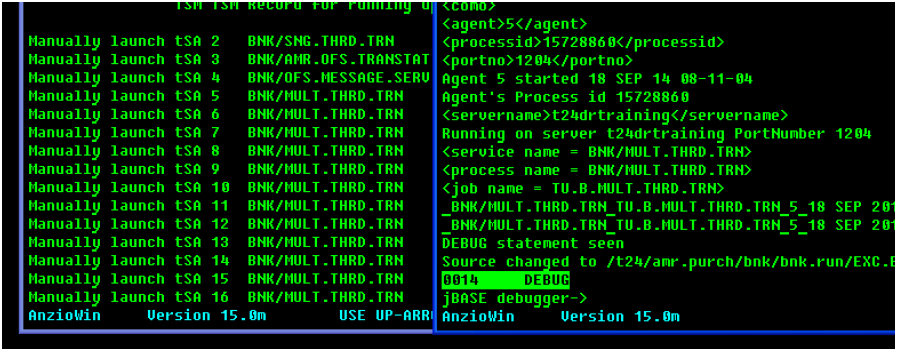 TSM TSM Record for running
Manually launch tSA 2 BNK/SNG.THRD.TRN
Manually launch tSA 3 BNK/AMR.OFS.TRANSTAT
Manually launch tSA 4 BNK/OFS.MESSAGE.SERV
Manually launch tSA 5 BNK/MULT.THRD.TRN
Manually launch tSA 6 BNK/MULT.THRD.TRN
Manually launch tSA 7 BNK/MULT.THRD.TRN
Manually launch tSA 8 BNK/MULT.THRD.TRN
Manually launch tSA 9 BNK/MULT.THRD.TRN
Manually launch tSA 10 BNK/MULT.THRD.TRN
Manually launch tSA 11 BNK/MULT.THRD.TRN
Manually launch tSA 12 BNK/MULT.THRD.TRN
Manually launch tSA 13 BNK/MULT.THRD.TRN
Manually launch tSA 14 BNK/MULT.THRD.TRN
Manually launch tSA 15 BNK/MULT.THRD.TRN
Manually launch tSA 16 BNK/MULT.THRD.TRN
AnzioWin Version 15.0m USE UP-ARR
<como>
<agent>5</agent>
<processid>15728860</processid>
<portno>1204</portno>
Agent 5 started 18 SEP 14 08-11-04
Agent's Process id 15728860
<servername>t24drtraining</servername>
Running on server t24drtraining PortNumber 1204
<service name = BNK/MULT.THRD.TRN>
<process name = BNK/MULT.THRD.TRN>
<job name = TU.B.MULT.THRD.TRN>
_BNK/MULT.THRD.TRN_TU.B.MULT.THRD.TRN_5_18 SEP 201
_BNK/MULT.THRD.TRN_TU.B.MULT.THRD.TRN_5_18 SEP 201
DEBUG statement seen
Source changed to /t24/amr.purch/bnk/bnk.run/EXC.B
0014 DEBUG
jBASE debugger->
AnzioWin Version 15.0m